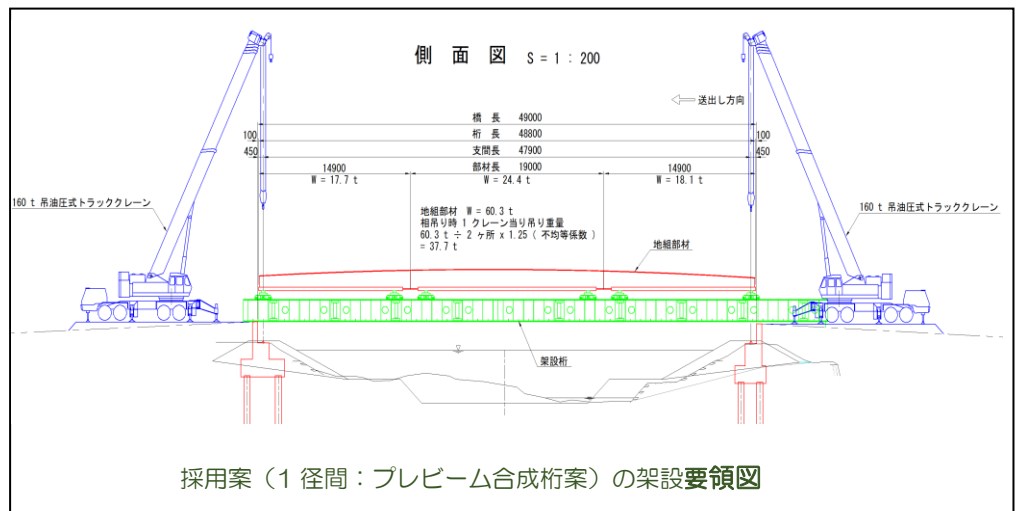 側 面 図 S = 1 : 200
送出し方向
橋 長 49000
100 桁 長 48800 100
450 支間長 47900 450
14900 部材長 19000 14900
W = 17.7 t W = 24.4 t W = 18.1 t
160 t 吊油圧式トラッククレーン
160 t 吊油圧式トラッククレーン
地組部材 W = 60.3 t
相吊り時 1 クレーン当り吊り重量
60.3 t ÷ 2 ヶ所 x 1.25 ( 不均等係数 )
= 37.7 t
地組部材
架設桁
採用案（1 径間：プレビーム合成桁案）の架設要領図